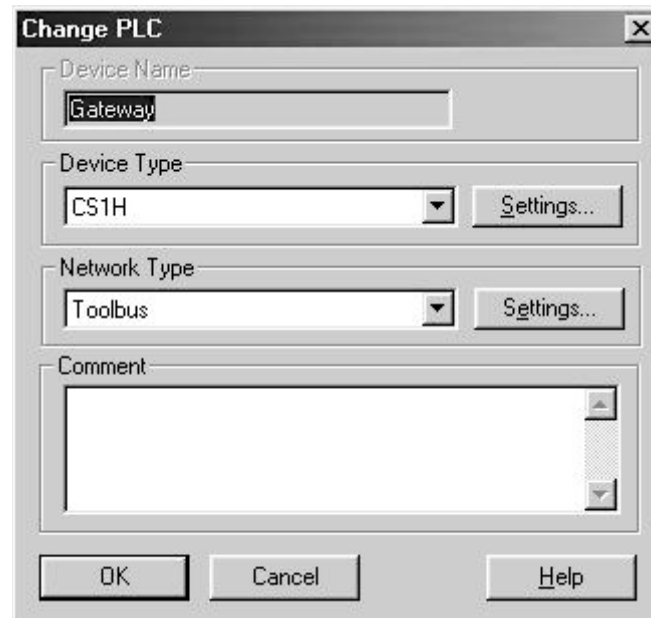 Change PLC
Device Name
Gateway
Device Type
CS1H
Settings...
Network Type
Toolbus
Settings...
Comment
OK
Cancel
Help